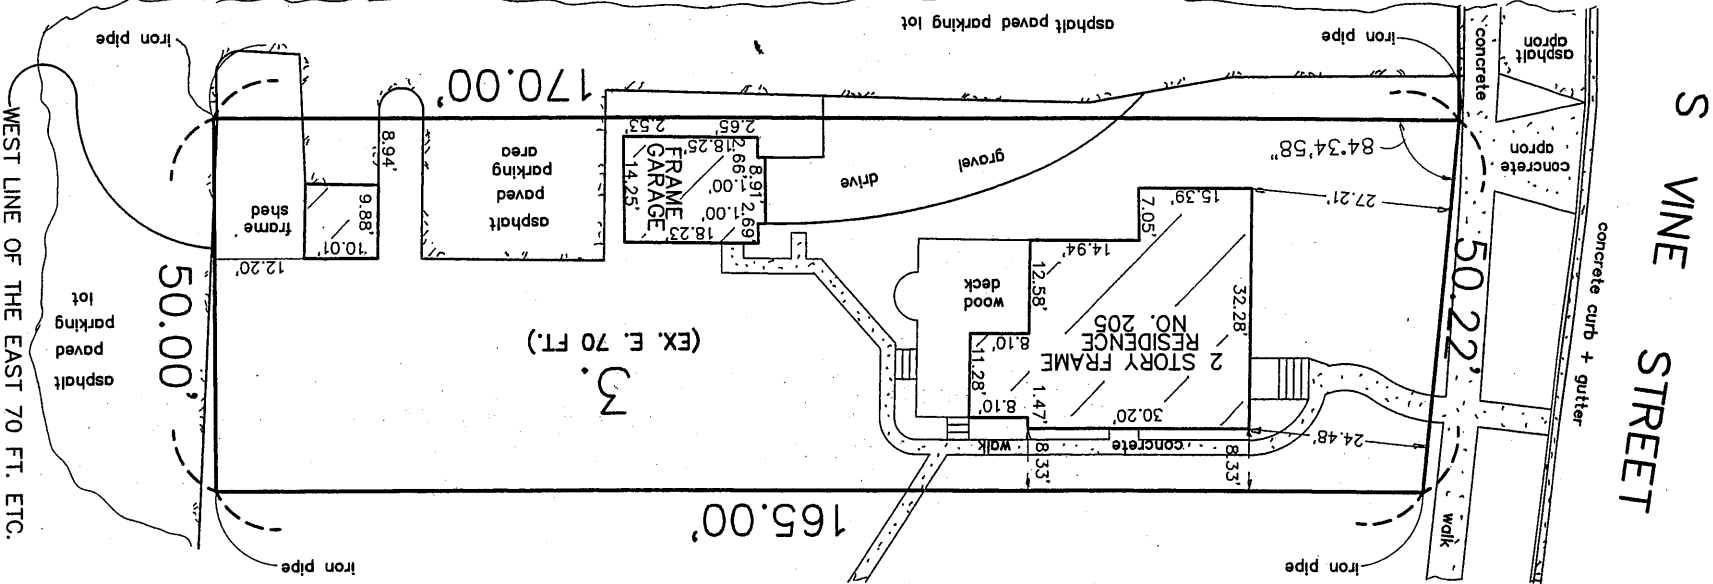 S VINE STREET
concrete curb + gutter
concrete
walk
asphalt
apron
concrete
apron
asphalt paved parking lot
iron pipe
iron pipe
iron pipe
iron pipe
170.00'
165.00'
50.00'
50.22'
84°34'58"
27.21'
24.48'
8.33'
8.33'
concrete
walk
2 STORY FRAME
RESIDENCE
NO. 205
32.28'
30.20'
15.39'
7.05'
14.94'
12.58'
8.10'
11.28'
8.10'
1.47'
wood
deck
gravel
drive
FRAME
GARAGE
2.53'
2.65'
18.25'
14.25'
2.66'
8.91'
1.00'
1.00'
2.69'
18.23'
asphalt
paved
parking
area
8.94'
9.88'
10.01'
frame
shed
12.20'
3.
(EX. E. 70 FT.)
asphalt
paved
parking
lot
WEST LINE OF THE EAST 70 FT. ETC.